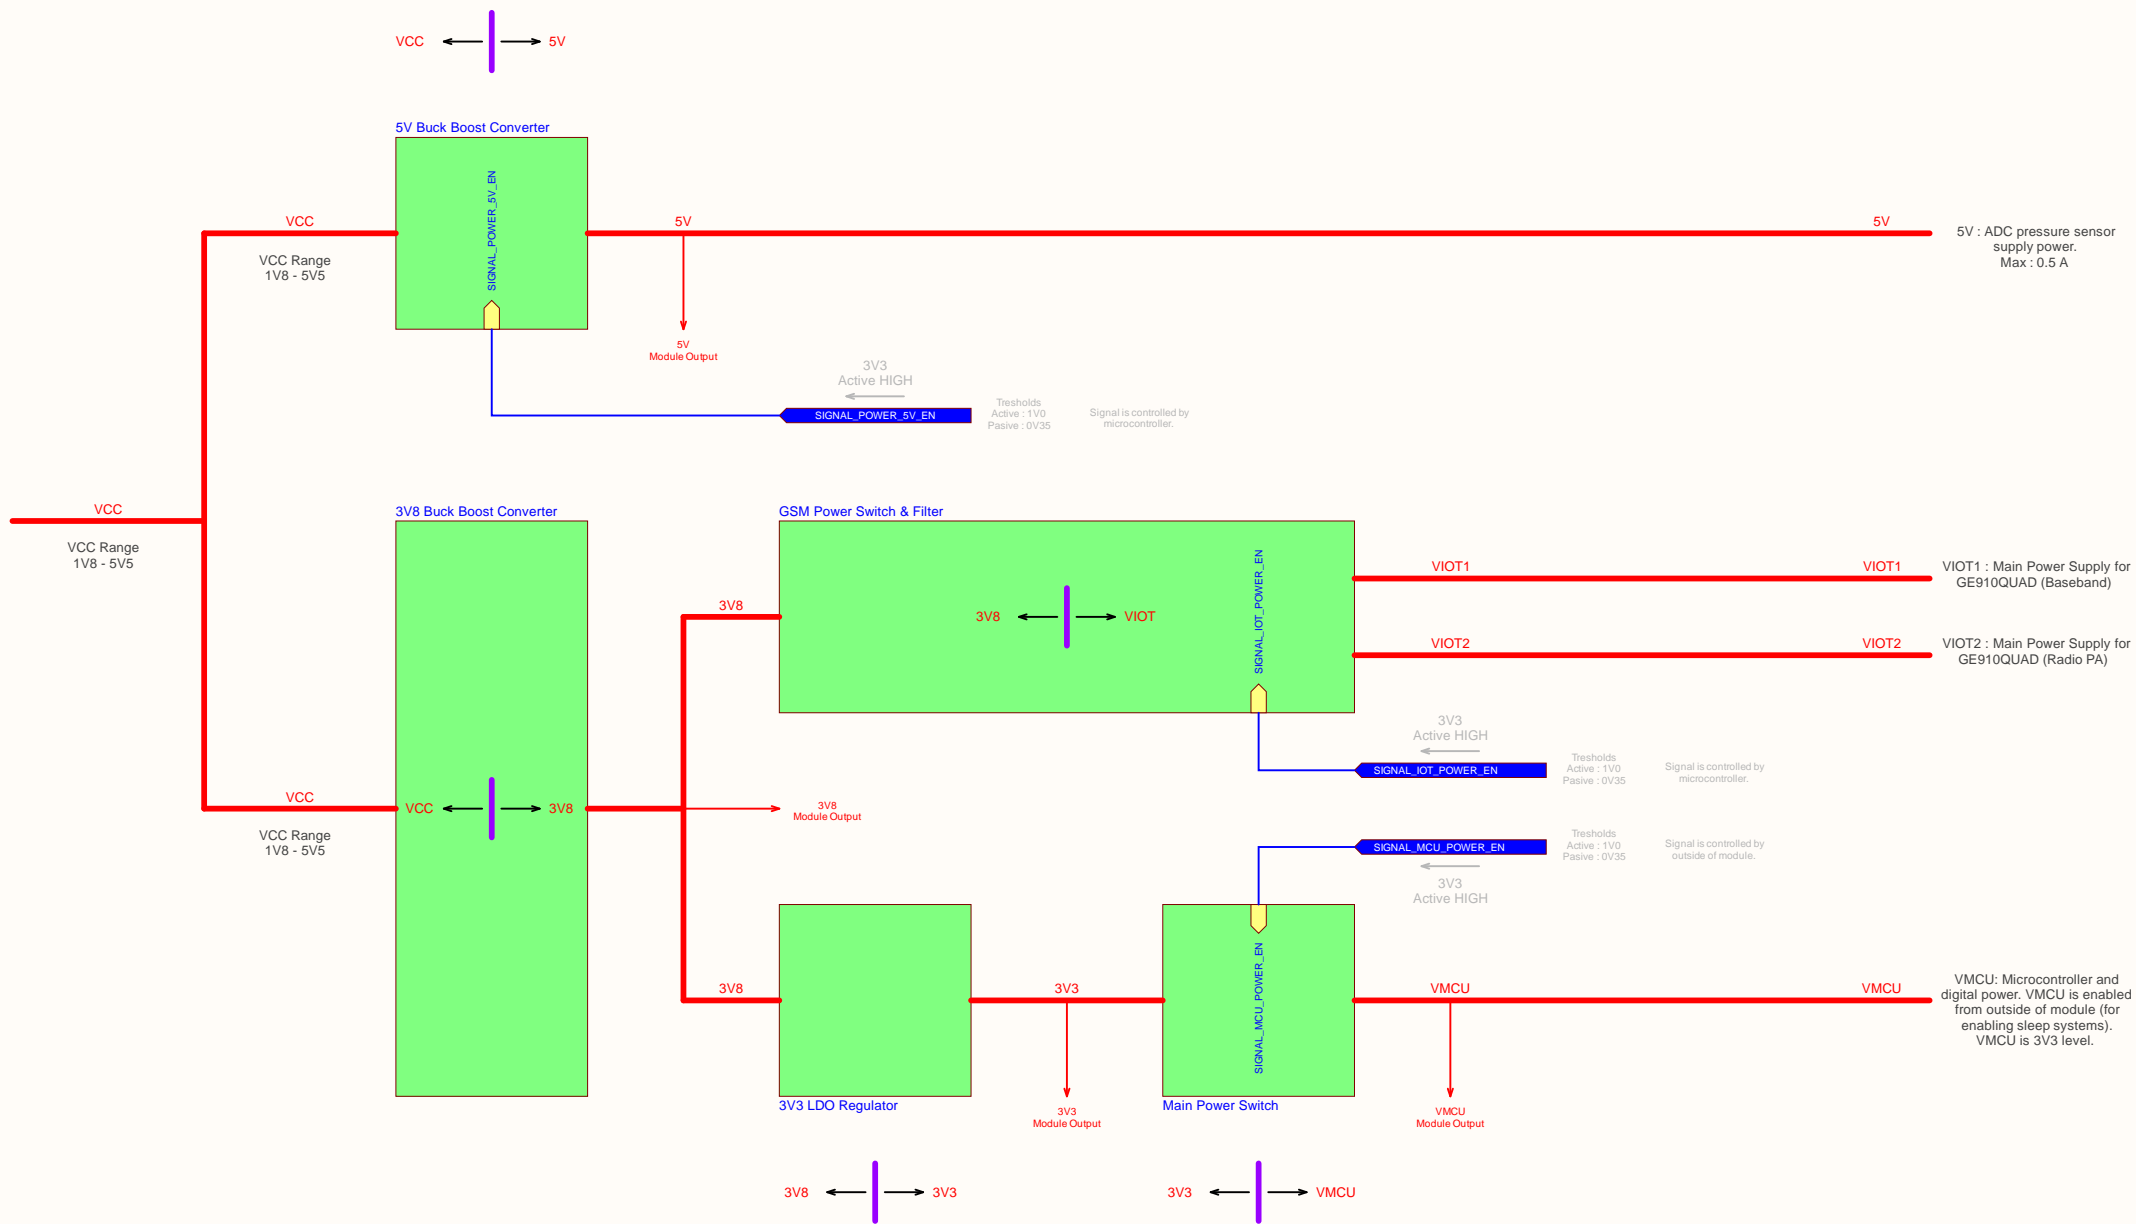 VCC
5V
5V Buck Boost Converter
SIGNAL_POWER_5V_EN
VCC
5V
5V
VCC Range
1V8 - 5V5
5V : ADC pressure sensor
supply power.
Max : 0.5 A
5V
Module Output
3V3
Active HIGH
SIGNAL_POWER_5V_EN
Tresholds
Active : 1V0
Pasive : 0V35
Signal is controlled by
microcontroller.
VCC
VCC Range
1V8 - 5V5
3V8 Buck Boost Converter
GSM Power Switch & Filter
SIGNAL_IOT_POWER_EN
VIOT1
VIOT1
VIOT1 : Main Power Supply for
GE910QUAD (Baseband)
3V8
3V8
VIOT
VIOT2
VIOT2
VIOT2 : Main Power Supply for
GE910QUAD (Radio PA)
3V3
Active HIGH
SIGNAL_IOT_POWER_EN
Tresholds
Active : 1V0
Pasive : 0V35
Signal is controlled by
microcontroller.
VCC
VCC
3V8
VCC Range
1V8 - 5V5
3V8
Module Output
SIGNAL_MCU_POWER_EN
Tresholds
Active : 1V0
Pasive : 0V35
Signal is controlled by
outside of module.
3V3
Active HIGH
SIGNAL_MCU_POWER_EN
3V8
3V3
VMCU
VMCU
VMCU: Microcontroller and
digital power. VMCU is enabled
from outside of module (for
enabling sleep systems).
VMCU is 3V3 level.
3V3 LDO Regulator
Main Power Switch
3V3
Module Output
VMCU
Module Output
3V8
3V3
3V3
VMCU